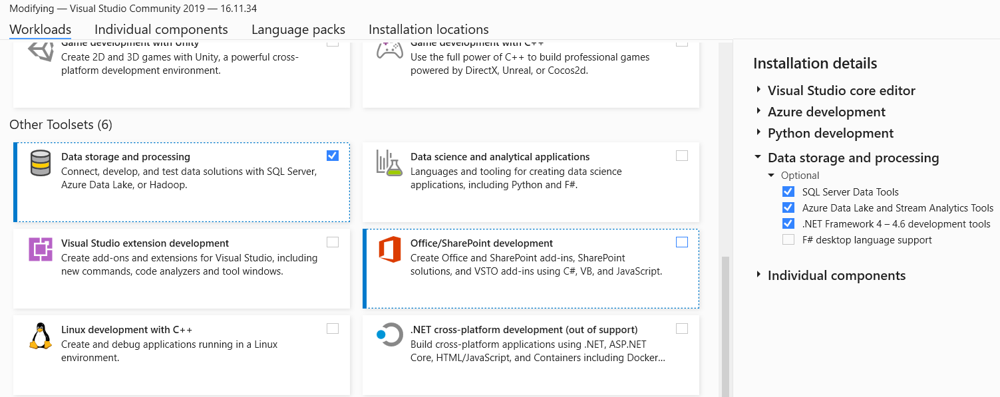 Modifying — Visual Studio Community 2019 — 16.11.34
Workloads
Individual components
Language packs
Installation locations
Game development with Unity
Create 2D and 3D games with Unity, a powerful cross-
platform development environment.
Game development with C++
Use the full power of C++ to build professional games
powered by DirectX, Unreal, or Cocos2d.
Other Toolsets (6)
Data storage and processing
Connect, develop, and test data solutions with SQL Server,
Azure Data Lake, or Hadoop.
Data science and analytical applications
Languages and tooling for creating data science
applications, including Python and F#.
Visual Studio extension development
Create add-ons and extensions for Visual Studio, including
new commands, code analyzers and tool windows.
Office/SharePoint development
Create Office and SharePoint add-ins, SharePoint
solutions, and VSTO add-ins using C#, VB, and JavaScript.
Linux development with C++
Create and debug applications running in a Linux
environment.
.NET cross-platform development (out of support)
Build cross-platform applications using .NET, ASP.NET
Core, HTML/JavaScript, and Containers including Docker...
Installation details
Visual Studio core editor
Azure development
Python development
Data storage and processing
Optional
SQL Server Data Tools
Azure Data Lake and Stream Analytics Tools
.NET Framework 4 – 4.6 development tools
F# desktop language support
Individual components